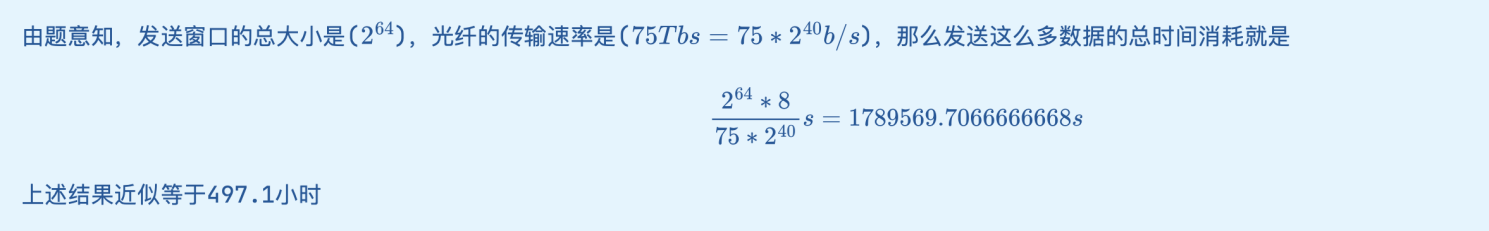 由题意知，发送窗口的总大小是(2^{64})，光纤的传输速率是(75Tbs = 75 * 2^{40}b/s)，那么发送这么多数据的总时间消耗就是
\frac{2^{64} * 8}{75 * 2^{40}}s = 1789569.7066666668s
上述结果近似等于497.1小时